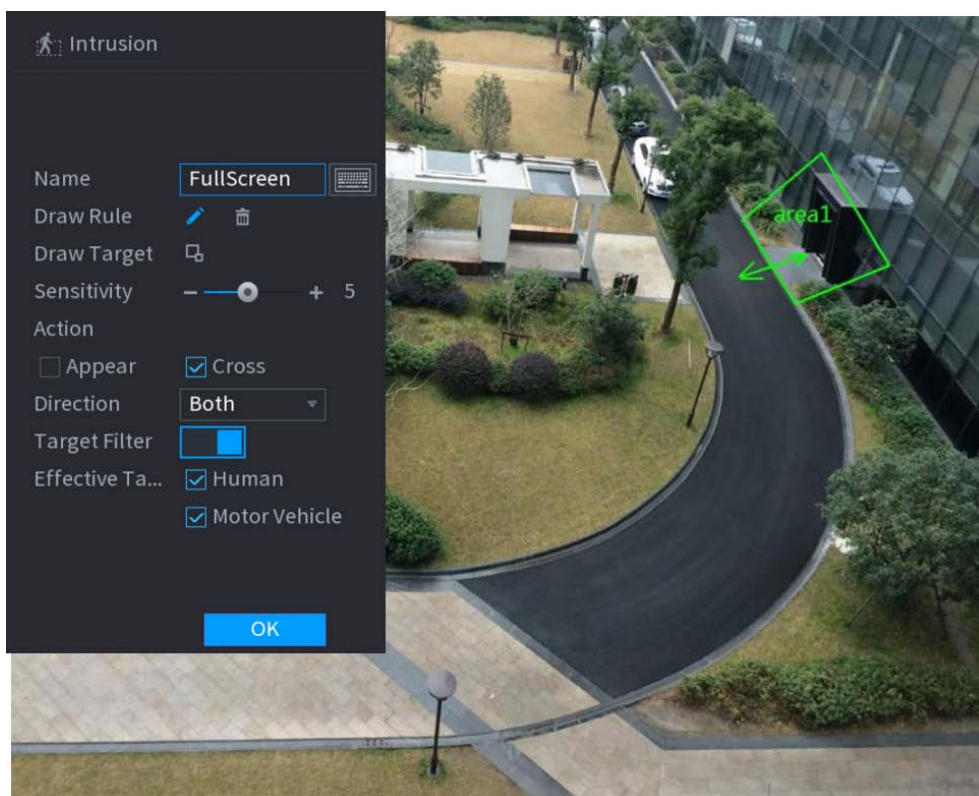 Intrusion
Name FullScreen
Draw Rule
Draw Target
Sensitivity - + 5
Action
Appear Cross
Direction Both
Target Filter
Effective Ta...
Human
Motor Vehicle
OK
area1